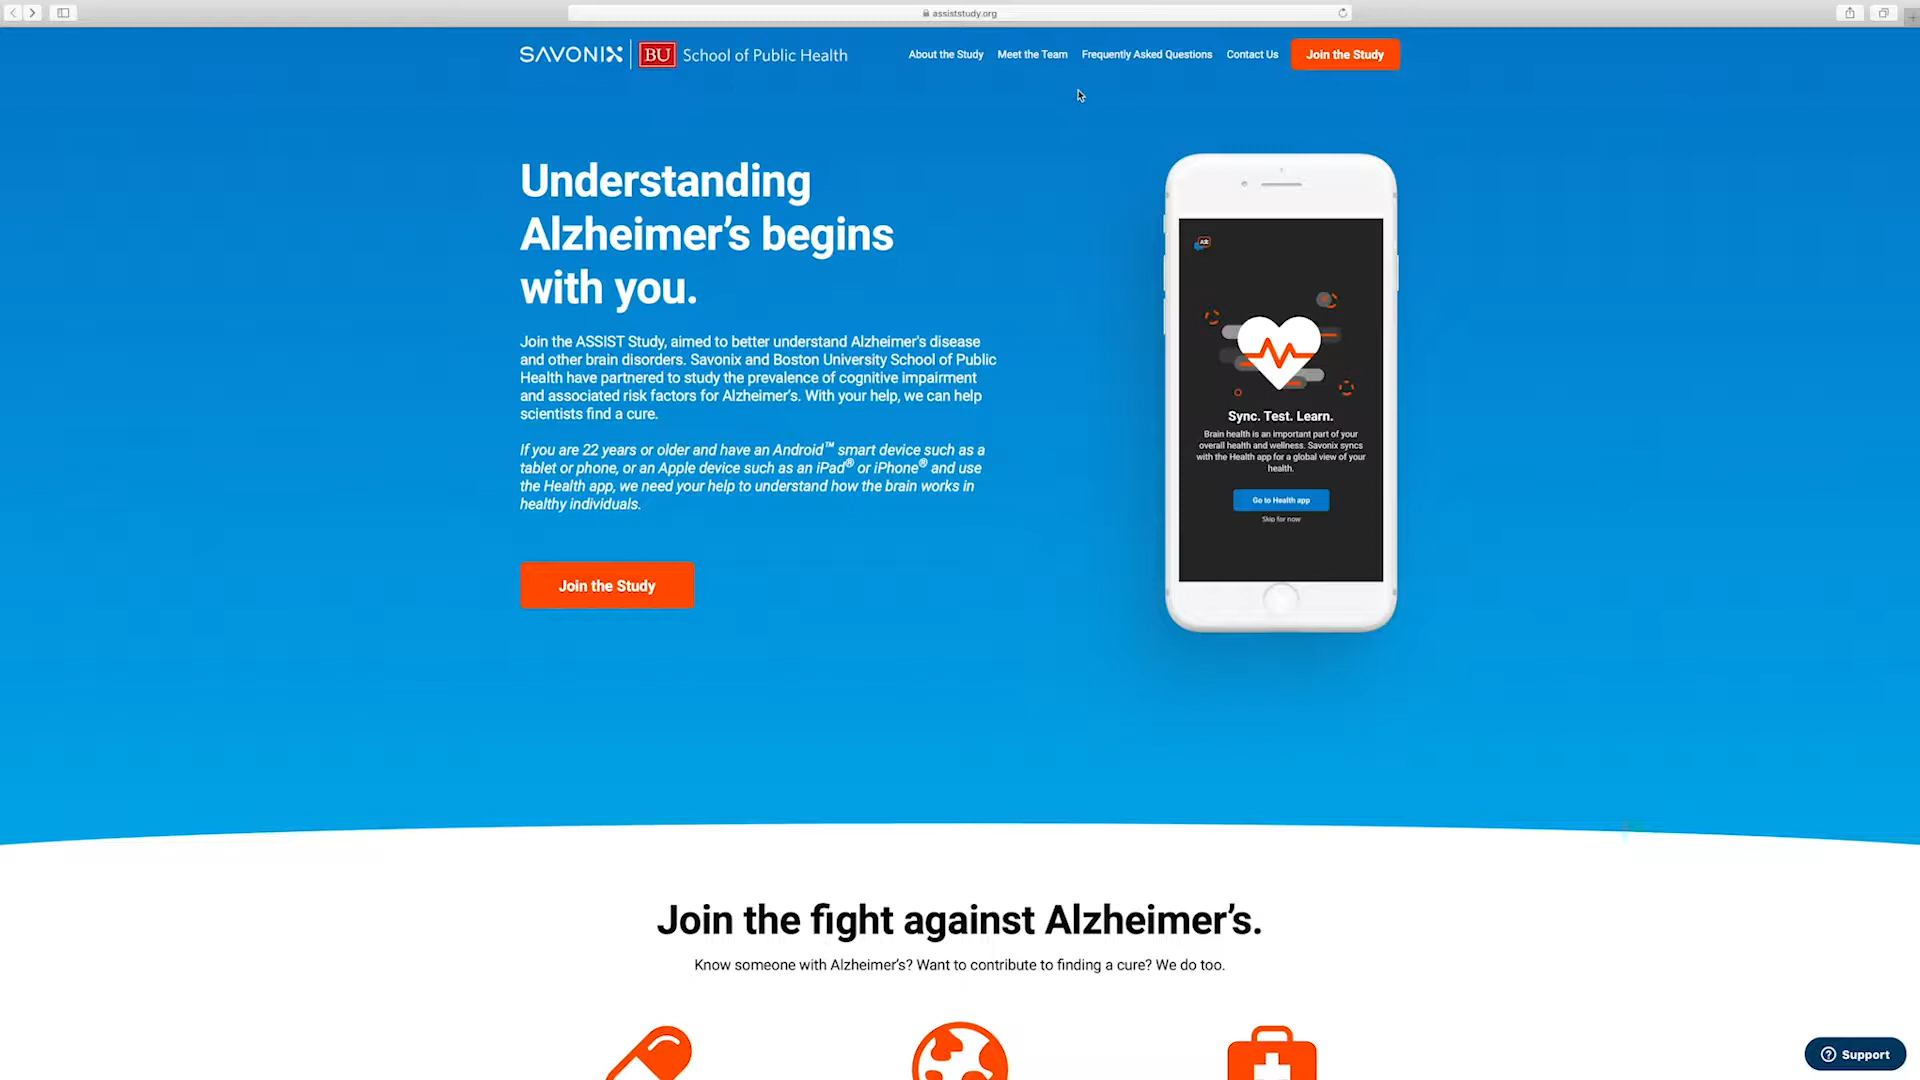 assiststudy.org
SAVONIX BU School of Public Health
About the Study Meet the Team Frequently Asked Questions Contact Us Join the Study
Understanding
Alzheimer's begins
with you.
Join the ASSIST Study, aimed to better understand Alzheimer's disease
and other brain disorders. Savonix and Boston University School of Public
Health have partnered to study the prevalence of cognitive impairment
and associated risk factors for Alzheimer's. With your help, we can help
scientists find a cure.
If you are 22 years or older and have an Android™ smart device such as a
tablet or phone, or an Apple device such as an iPad® or iPhone® and use
the Health app, we need your help to understand how the brain works in
healthy individuals.
Join the Study
Sync. Test. Learn.
Brain health is an important part of your
overall health and wellness. Savonix syncs
with the Health app for a global view of your
health.
Go to Health app
Skip for now
Join the fight against Alzheimer's.
Know someone with Alzheimer's? Want to contribute to finding a cure? We do too.
Support